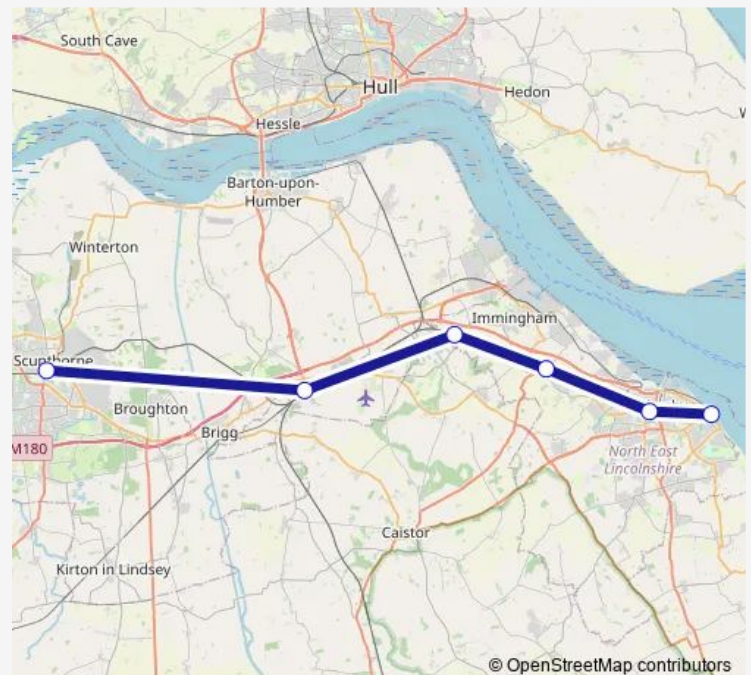 South Cave
Hull
Hedon
Hessle
Barton-upon-
Humber
Winterton
Immingham
Scunthorpe
Broughton
Brigg
M180
North East
Lincolnshire
Caistor
Kirton in Lindsey
© OpenStreetMap contributors